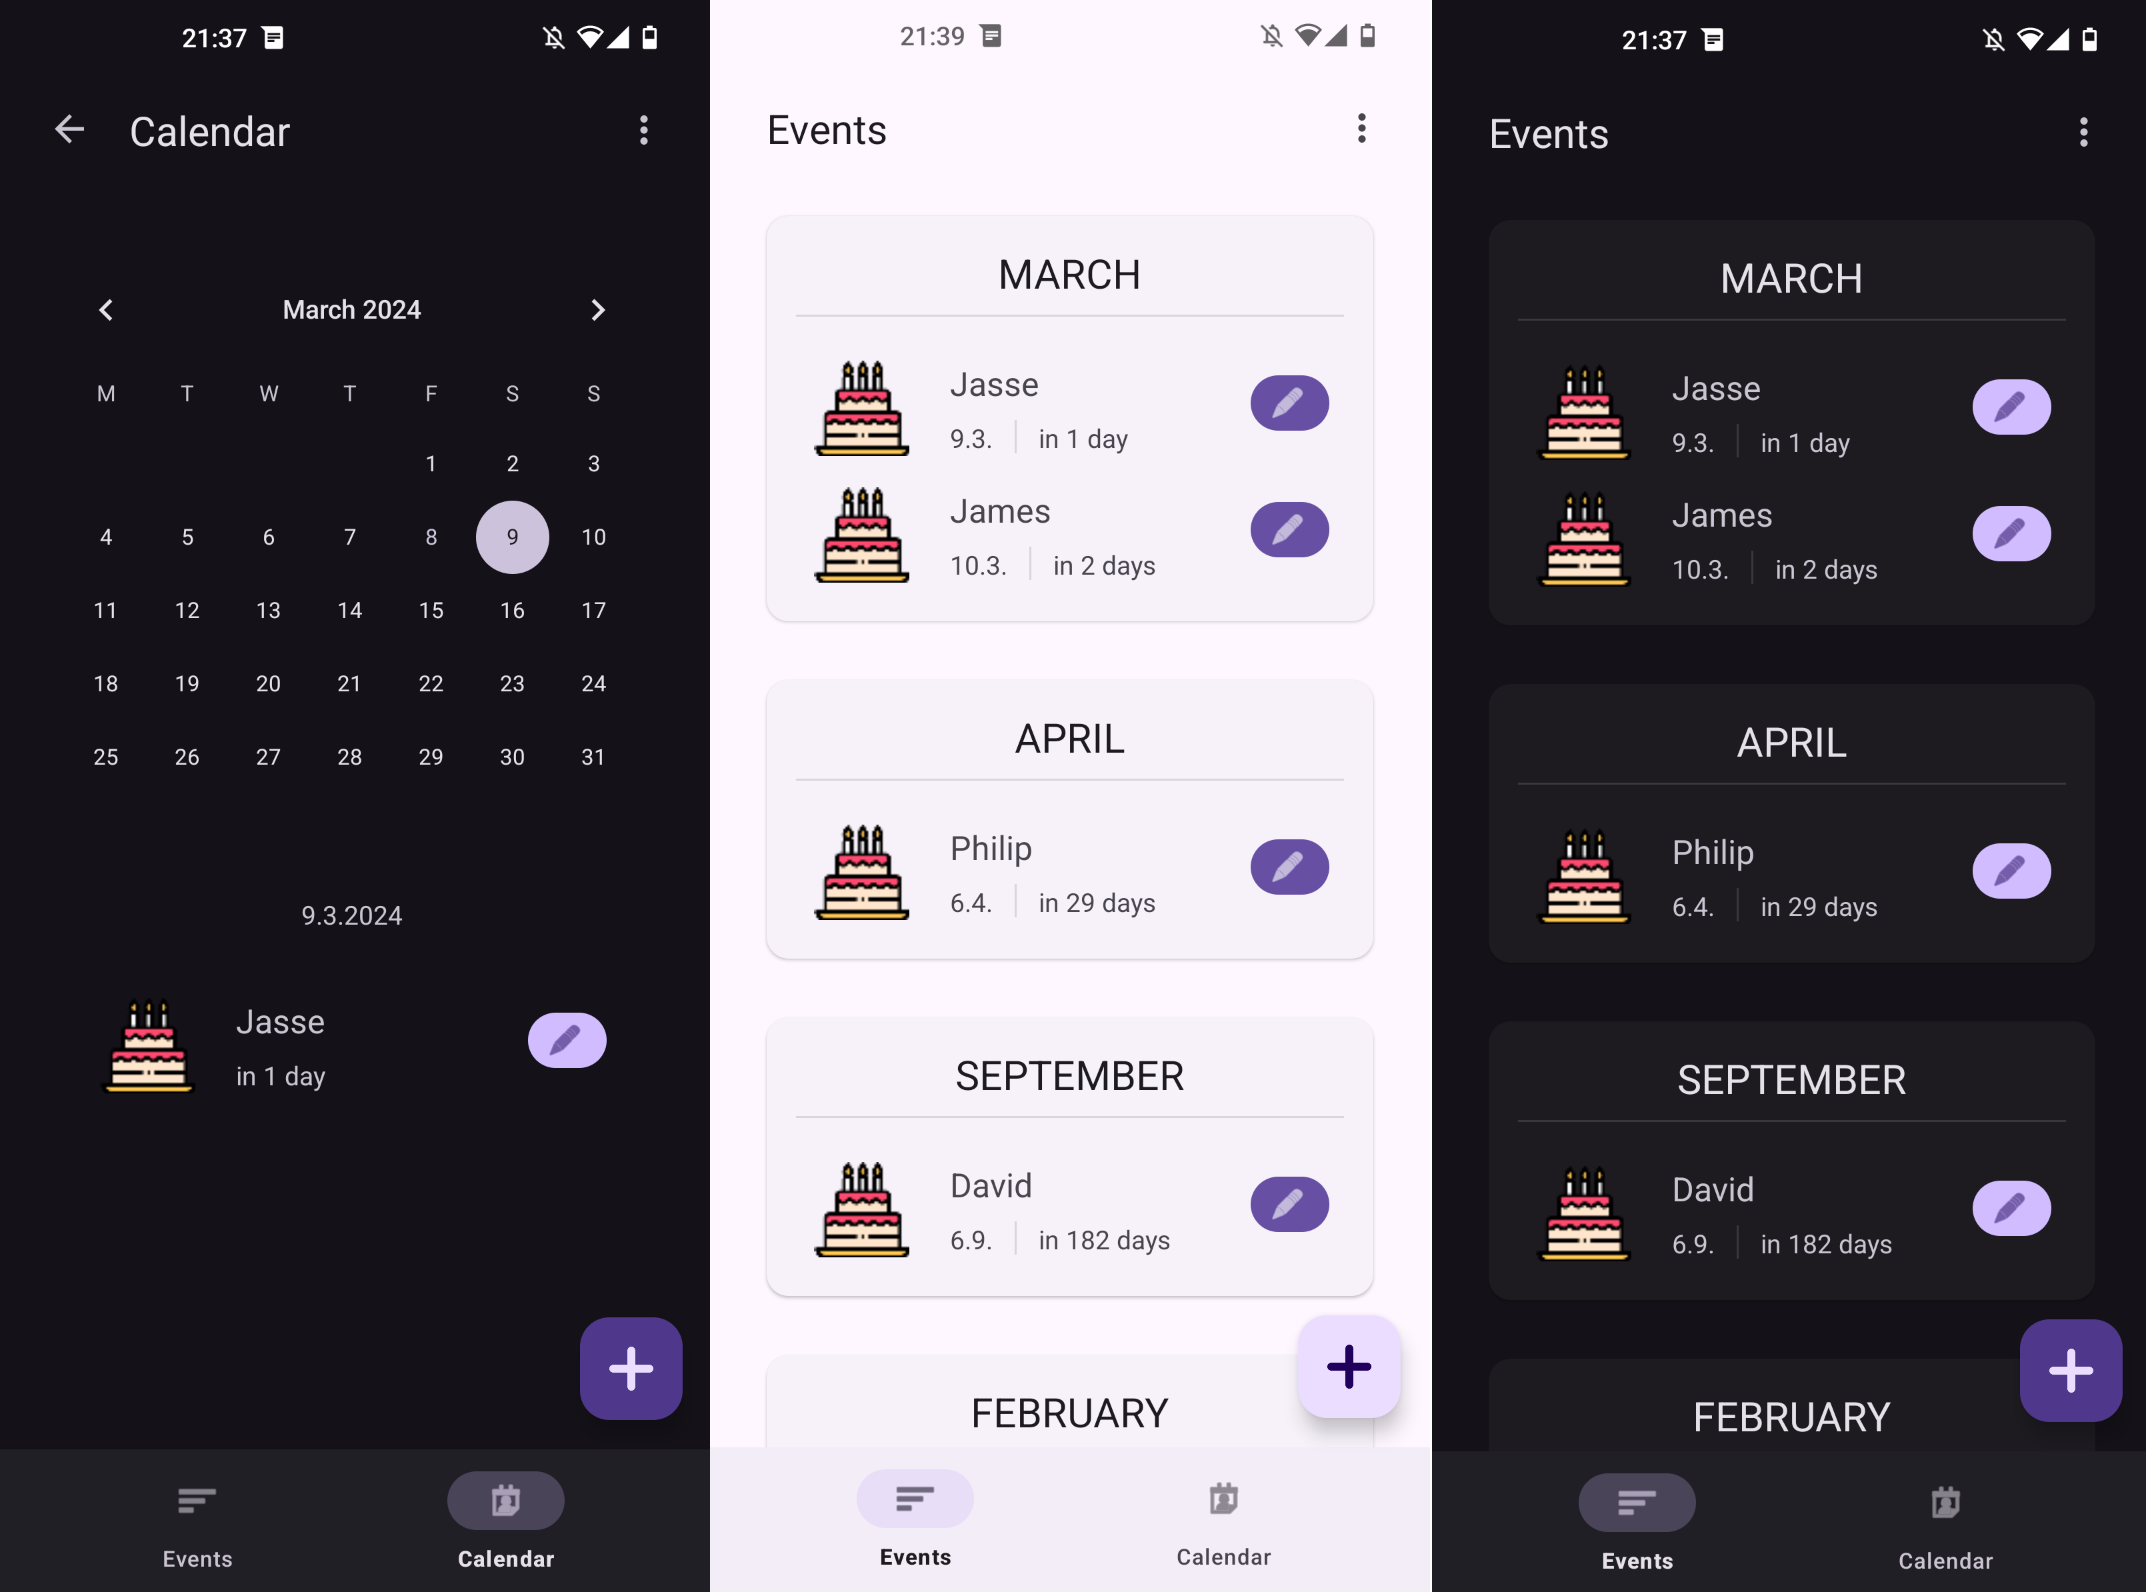 21:37
Calendar
March 2024
M T W T F S S
1 2 3
4 5 6 7 8 9 10
11 12 13 14 15 16 17
18 19 20 21 22 23 24
25 26 27 28 29 30 31
9.3.2024
Jasse
in 1 day
Events Calendar
21:39
Events
MARCH
Jasse
9.3. in 1 day
James
10.3. in 2 days
APRIL
Philip
6.4. in 29 days
SEPTEMBER
David
6.9. in 182 days
FEBRUARY
Events Calendar
21:37
Events
MARCH
Jasse
9.3. in 1 day
James
10.3. in 2 days
APRIL
Philip
6.4. in 29 days
SEPTEMBER
David
6.9. in 182 days
FEBRUARY
Events Calendar